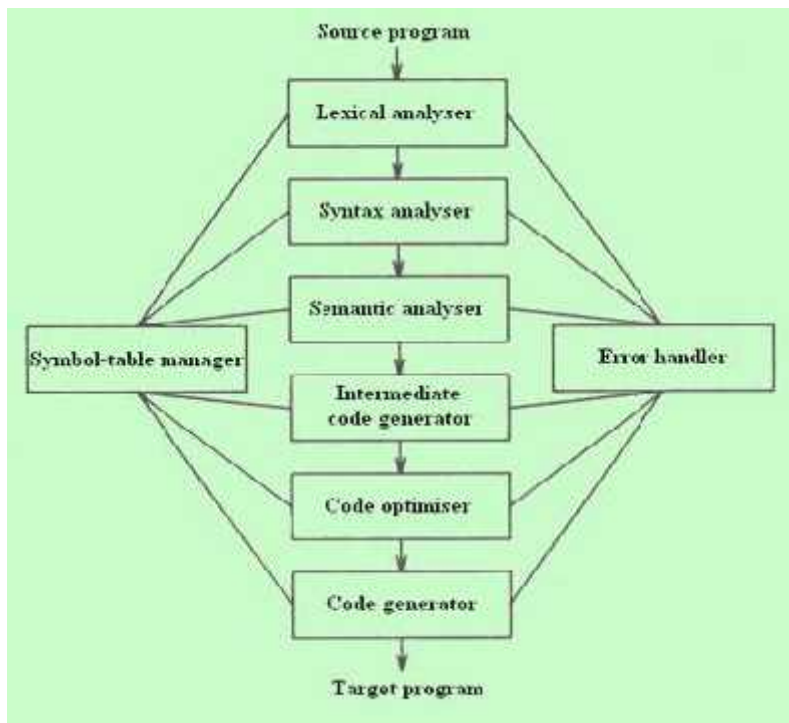 Source program
Lexical analyser
Syntax analyser
Semantic analyser
Symbol-table manager
Error handler
Intermediate
code generator
Code optimiser
Code generator
Target program